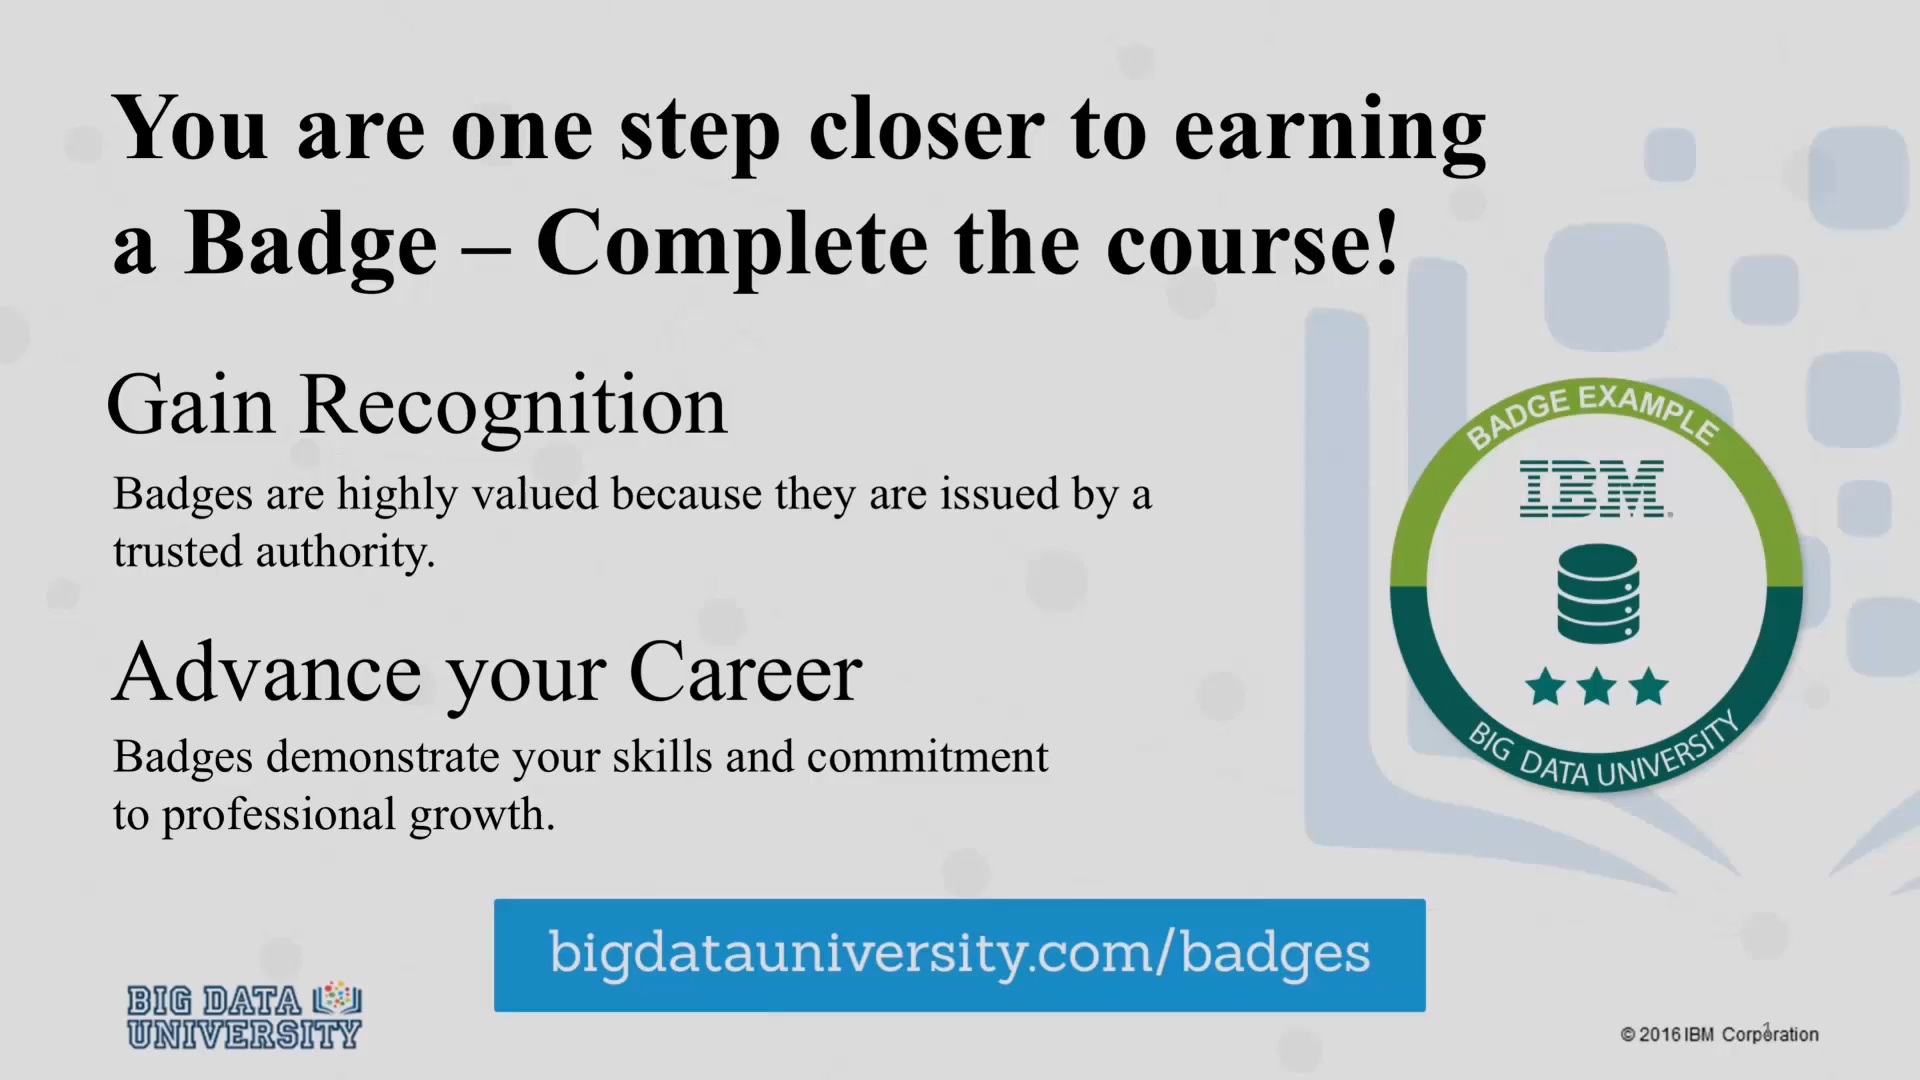 You are one step closer to earning
a Badge – Complete the course!
Gain Recognition
Badges are highly valued because they are issued by a
trusted authority.
Advance your Career
Badges demonstrate your skills and commitment
to professional growth.
BADGE EXAMPLE
IBM®
BIG DATA UNIVERSITY
bigdatauniversity.com/badges
BIG DATA
UNIVERSITY
© 2016 IBM Corporation